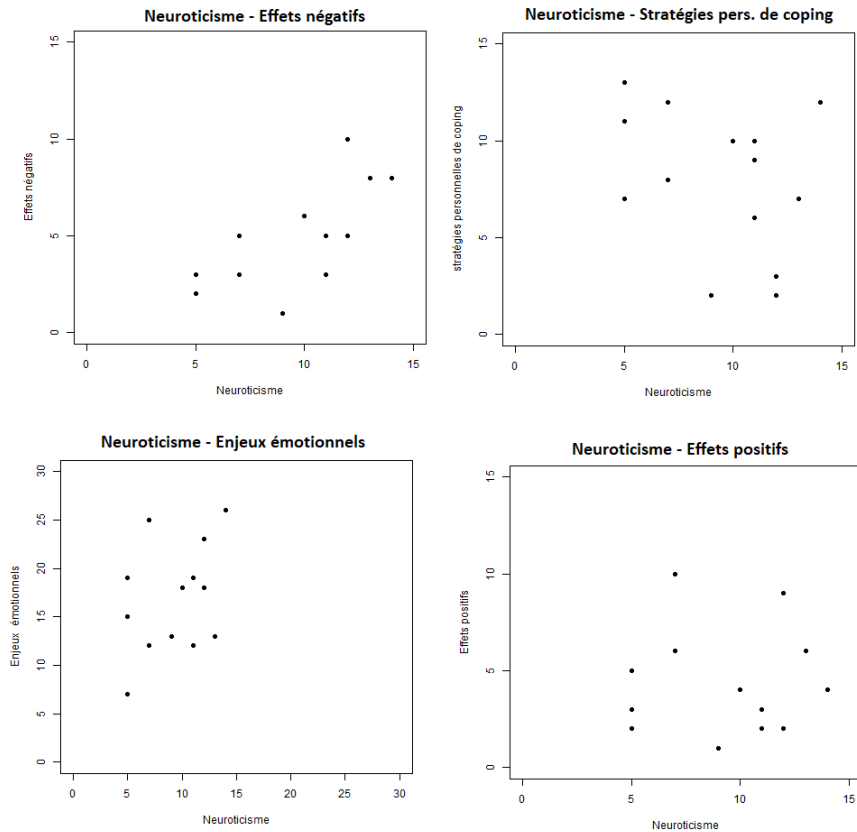 Neuroticisme - Effets négatifs
15
10
5
0
Effets négatifs
0 5 10 15
Neuroticisme
Neuroticisme - Stratégies pers. de coping
15
10
5
0
stratégies personnelles de coping
0 5 10 15
Neuroticisme
Neuroticisme - Enjeux émotionnels
30
25
20
15
10
5
0
Enjeux émotionnels
0 5 10 15 20 25 30
Neuroticisme
Neuroticisme - Effets positifs
15
10
5
0
Effets positifs
0 5 10 15
Neuroticisme